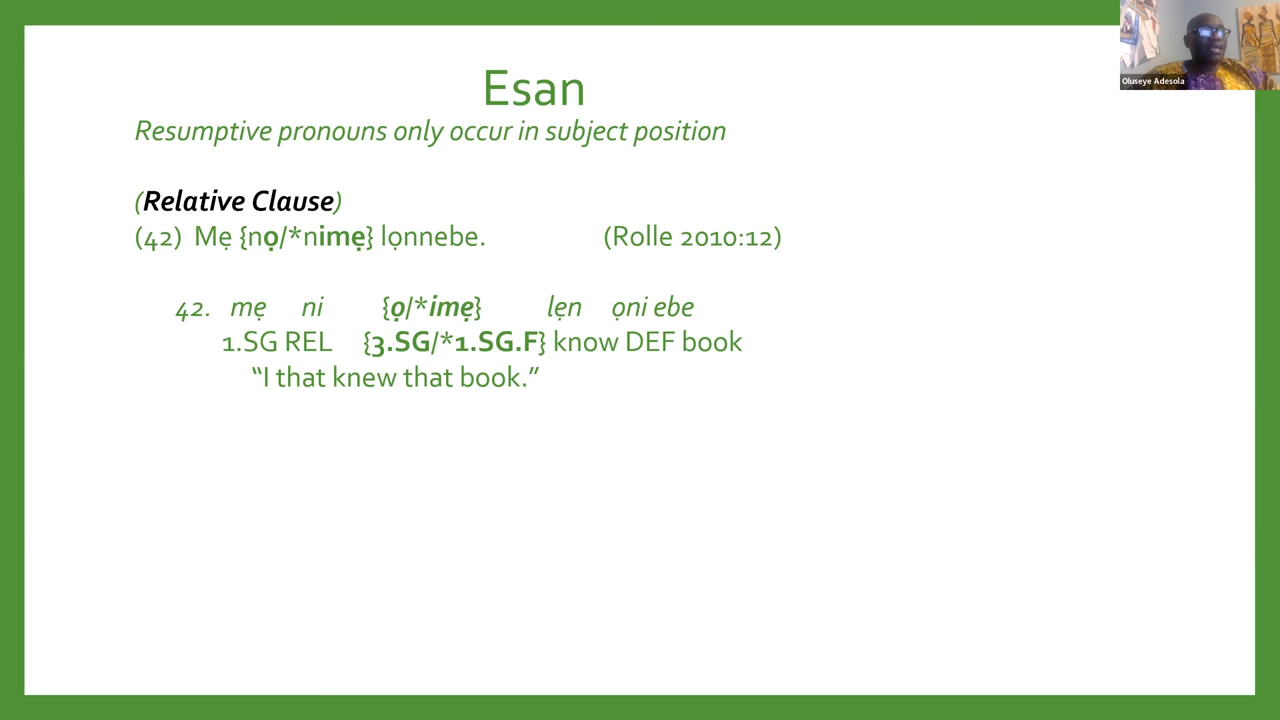 Esan
Resumptive pronouns only occur in subject position
Oluseye Adesola
(Relative Clause)
(42) Mẹ {nọ/*nimẹ} lọnnebe. (Rolle 2010:12)
42. mẹ ni {ọ/*imẹ} lẹn ọni ebe
1.SG REL {3.SG/*1.SG.F} know DEF book
“I that knew that book.”